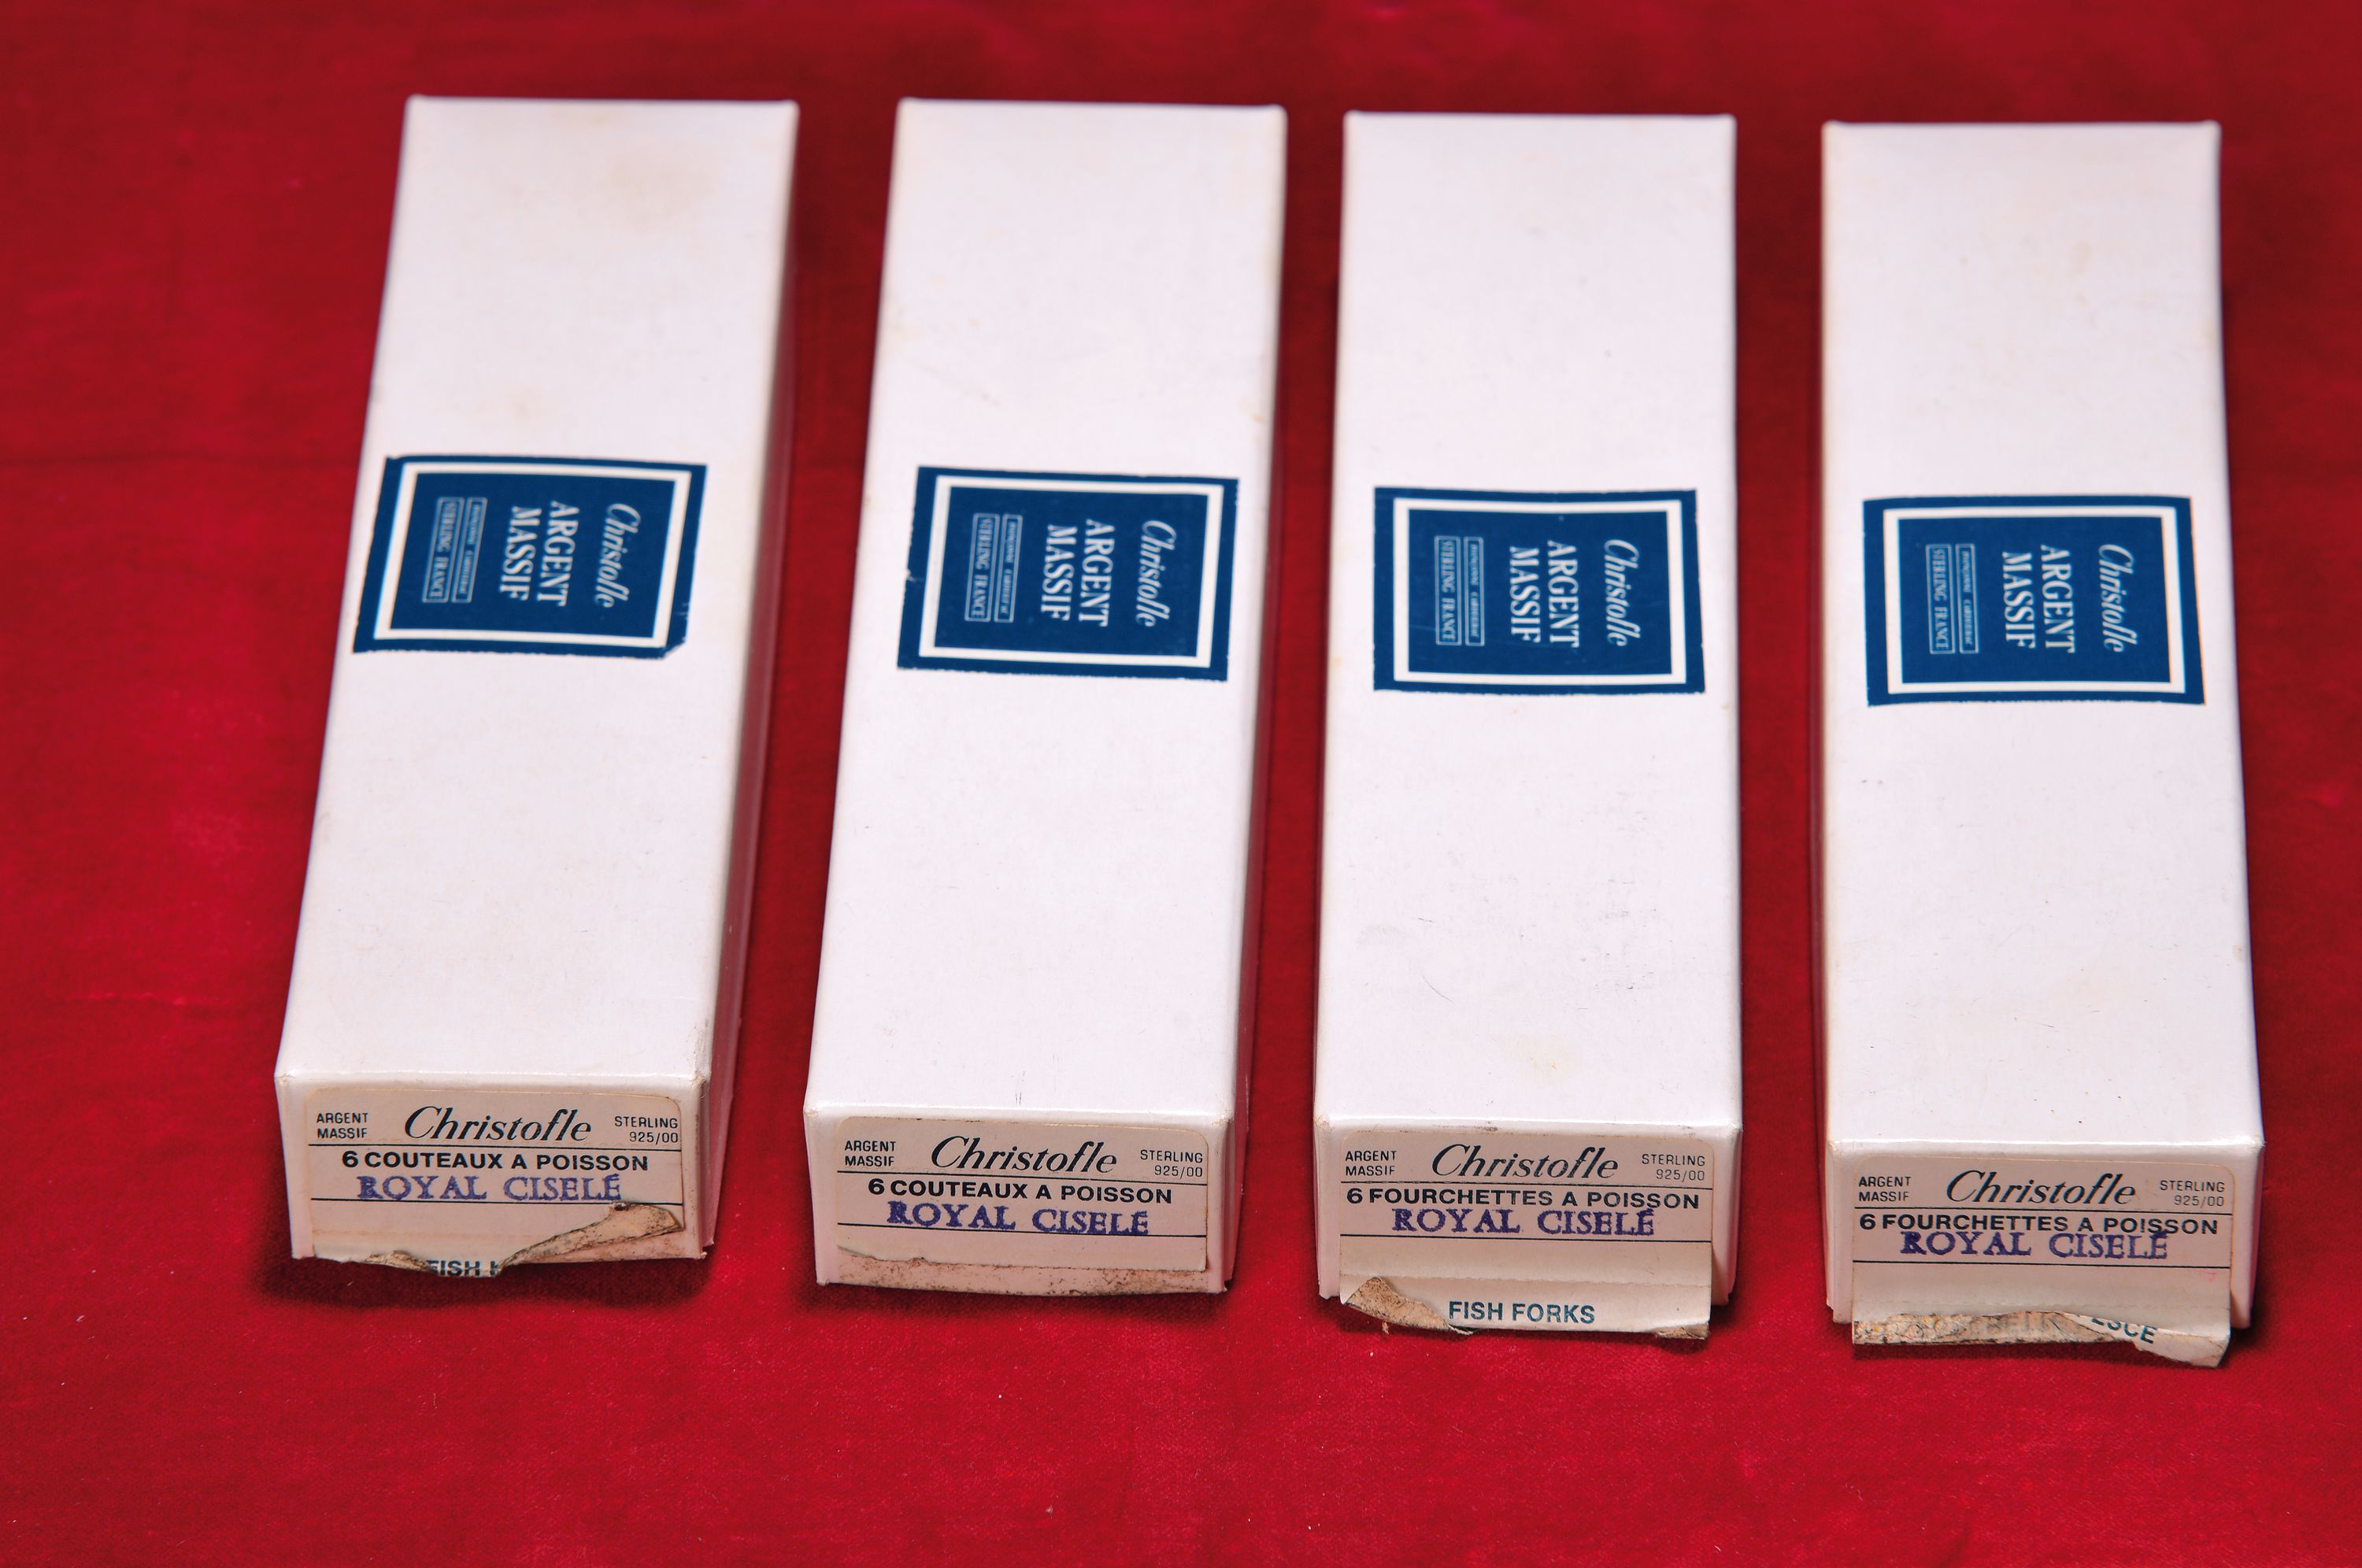 Christofle
ARGENT
MASSIF
STERLING FRANCE
Christofle
ARGENT
MASSIF
STERLING FRANCE
Christofle
ARGENT
MASSIF
STERLING FRANCE
Christofle
ARGENT
MASSIF
STERLING FRANCE
ARGENT MASSIF Christofle STERLING 925/00
6 COUTEAUX A POISSON
ROYAL CISELÉ
FISH
ARGENT MASSIF Christofle STERLING 925/00
6 COUTEAUX A POISSON
ROYAL CISELÉ
ARGENT MASSIF Christofle STERLING 925/00
6 FOURCHETTES A POISSON
ROYAL CISELÉ
FISH FORKS
ARGENT MASSIF Christofle STERLING 925/00
6 FOURCHETTES A POISSON
ROYAL CISELÉ